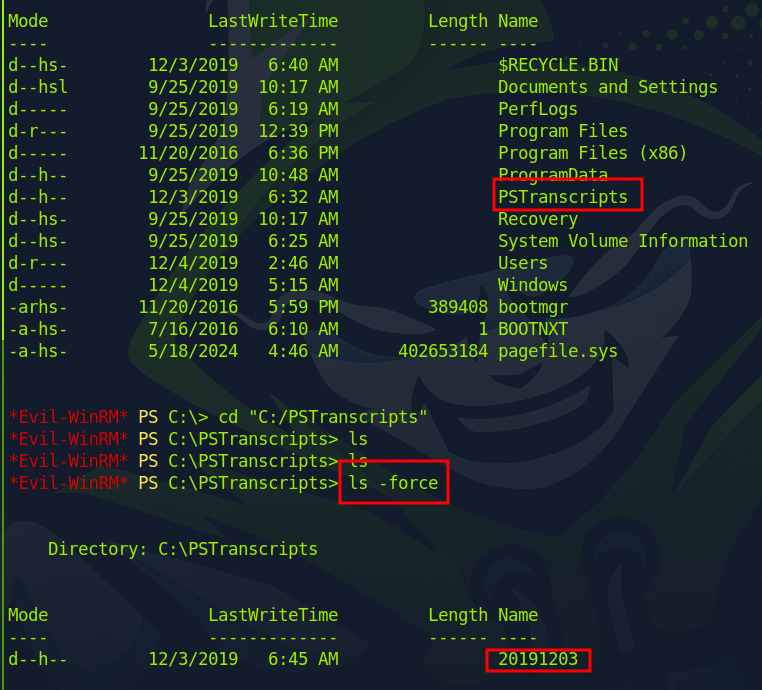 Mode                LastWriteTime         Length Name
----                -------------         ------ ----
d--hs-        12/3/2019   6:40 AM                $RECYCLE.BIN
d--hsl        9/25/2019  10:17 AM                Documents and Settings
d-----        9/25/2019   6:19 AM                PerfLogs
d-r---        9/25/2019  12:39 PM                Program Files
d-----       11/20/2016   6:36 PM                Program Files (x86)
d--h--        9/25/2019  10:48 AM                ProgramData
d--h--        12/3/2019   6:32 AM                PSTranscripts
d--hs-        9/25/2019  10:17 AM                Recovery
d--hs-        9/25/2019   6:25 AM                System Volume Information
d-r---        12/4/2019   2:46 AM                Users
d-----        12/4/2019   5:15 AM                Windows
-arhs-       11/20/2016   5:59 PM         389408 bootmgr
-a-hs-        7/16/2016   6:10 AM              1 BOOTNXT
-a-hs-        5/18/2024   4:46 AM      402653184 pagefile.sys
*Evil-WinRM* PS C:\> cd "C:/PSTranscripts"
*Evil-WinRM* PS C:\PSTranscripts> ls
*Evil-WinRM* PS C:\PSTranscripts> ls
*Evil-WinRM* PS C:\PSTranscripts> ls -force
    Directory: C:\PSTranscripts
Mode                LastWriteTime         Length Name
----                -------------         ------ ----
d--h--        12/3/2019   6:45 AM                20191203